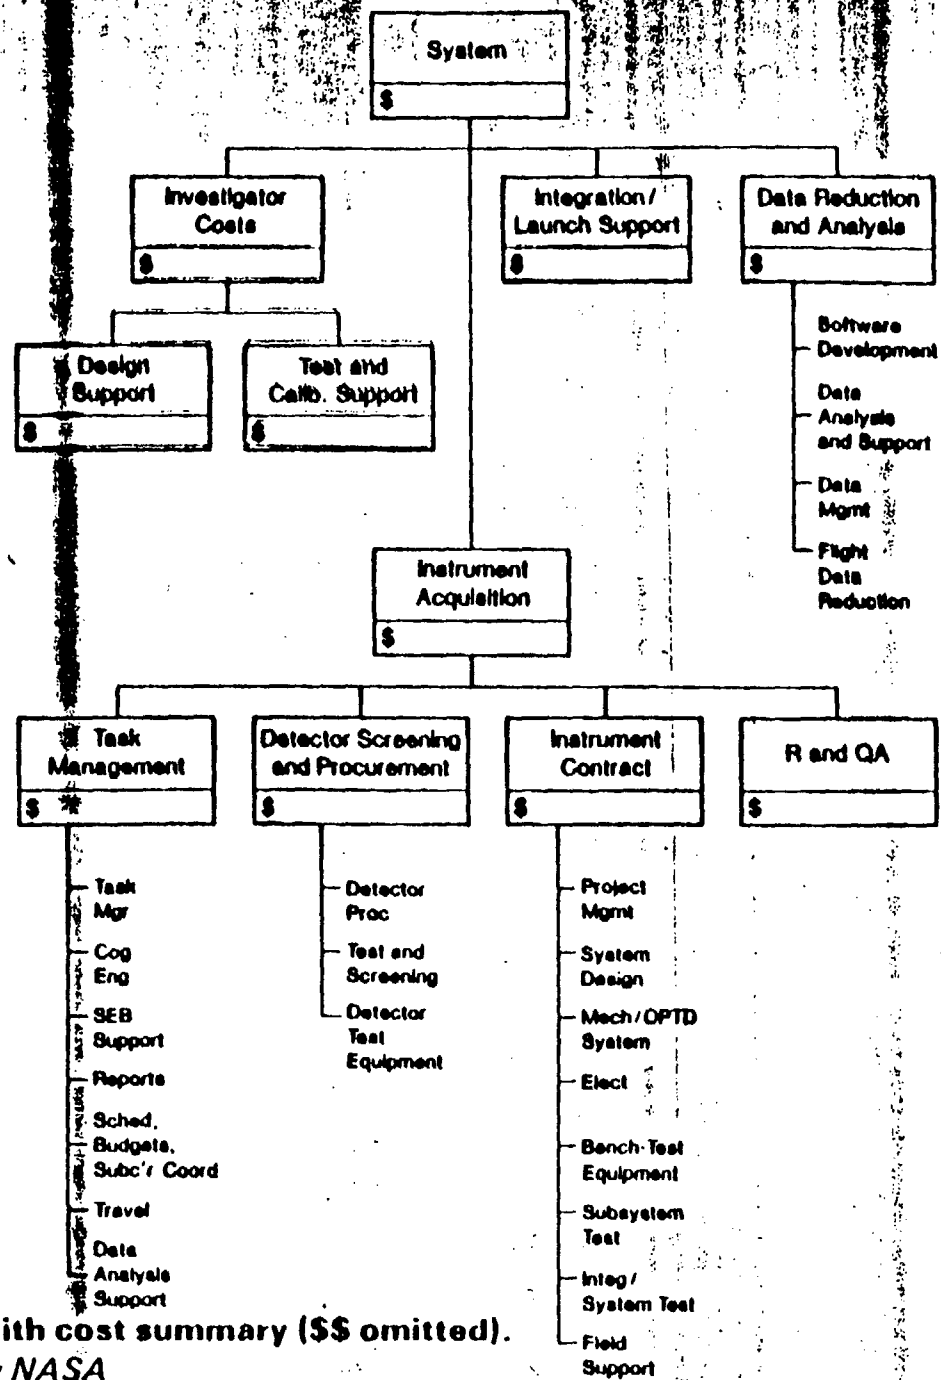 System
$
Investigator
Costs
$
Integration/
Launch Support
$
Data Reduction
and Analysis
$
Design
Support
$
Test and
Calib. Support
$
Software
Development
Data
Analysis
and Support
Data
Mgmt
Flight
Data
Reduction
Instrument
Acquisition
$
Task
Management
$
Detector Screening
and Procurement
$
Instrument
Contract
$
R and QA
$
Task
Mgr
Cog
Eng
SEB
Support
Reports
Sched,
Budgets,
Subc'r Coord
Travel
Data
Analysis
Support
Detector
Proc
Test and
Screening
Detector
Test
Equipment
Project
Mgmt
System
Design
Mech/OPTD
System
Elect
Bench-Test
Equipment
Subsystem
Test
Integ/
System Test
Field
Support
ith cost summary ($$ omitted).
NASA